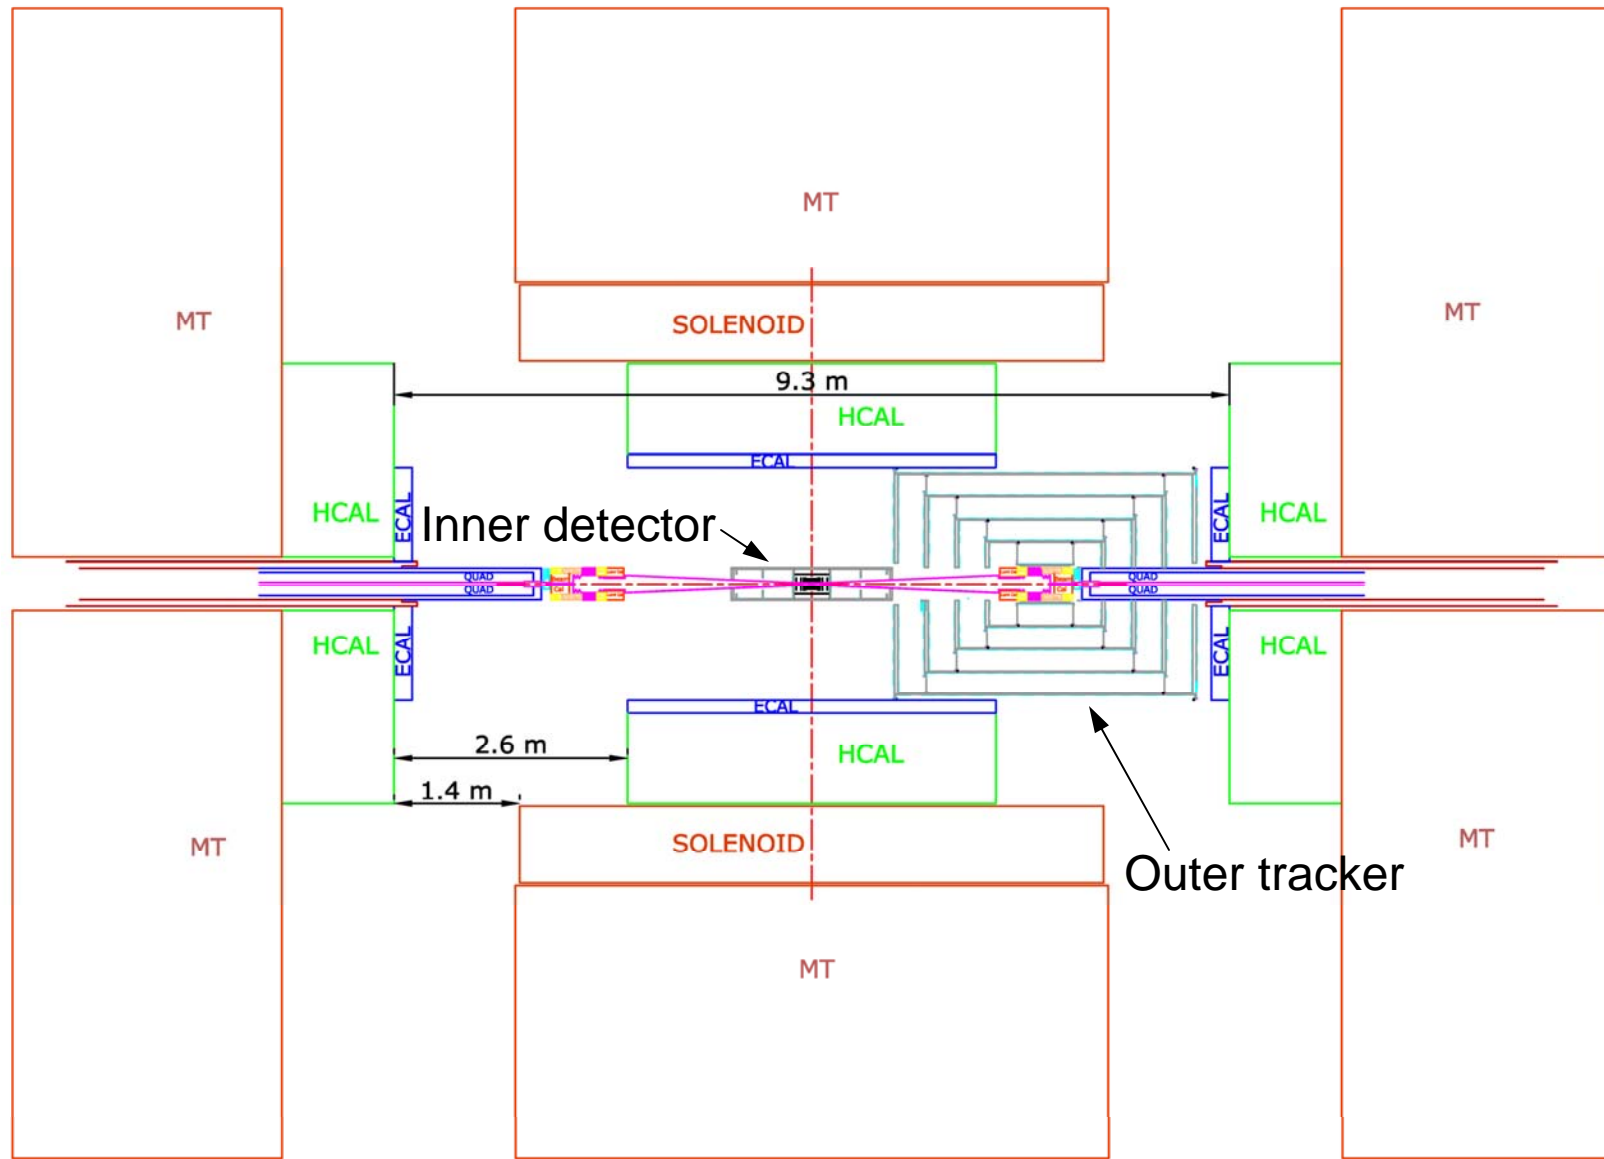 MT
MT
MT
SOLENOID
9.3 m
HCAL
ECAL
HCAL
ECAL
Inner detector
ECAL
HCAL
QUAD
QUAD
QUAD
QUAD
HCAL
ECAL
ECAL
HCAL
ECAL
2.6 m
HCAL
1.4 m
SOLENOID
MT
MT
Outer tracker
MT